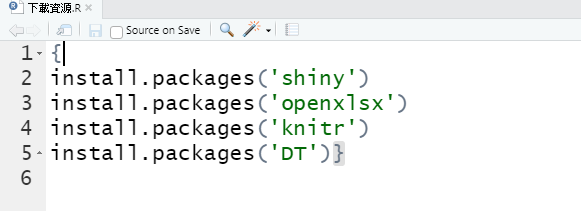 下載資源.R
Source on Save
1 {
2 install.packages('shiny')
3 install.packages('openxlsx')
4 install.packages('knitr')
5 install.packages('DT')}
6